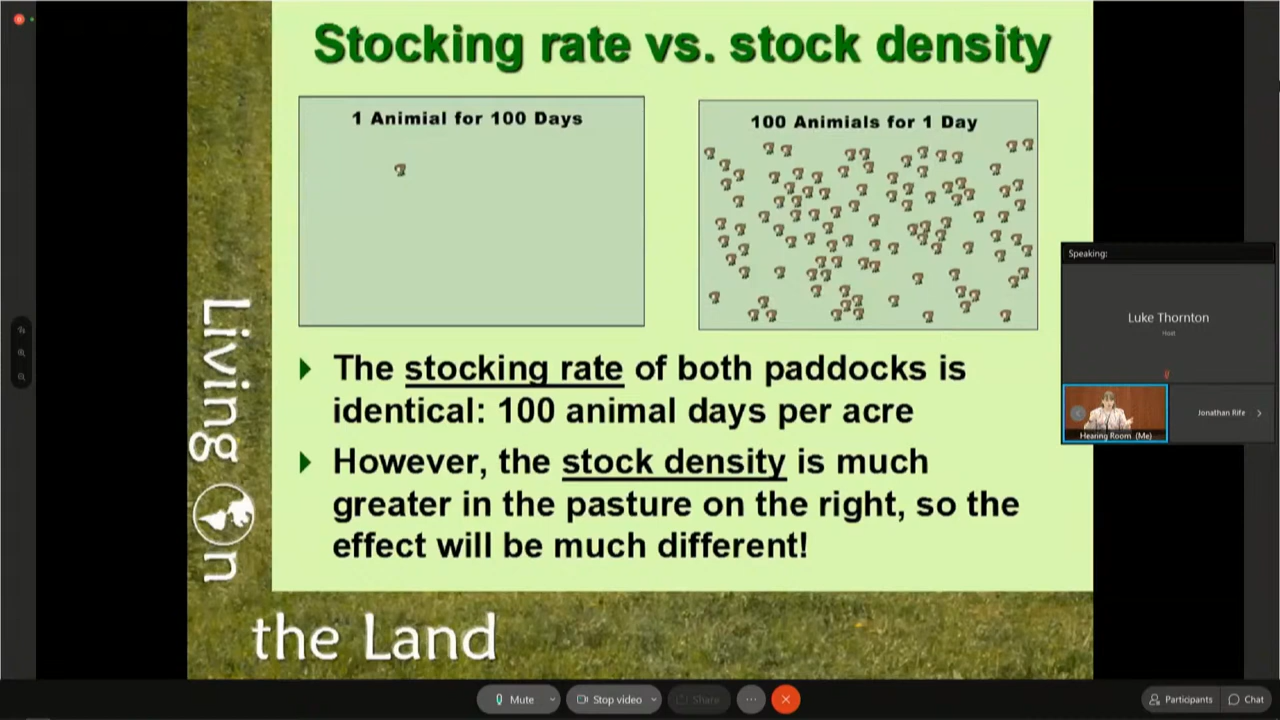 Stocking rate vs. stock density
1 Animial for 100 Days
100 Animials for 1 Day
The stocking rate of both paddocks is
identical: 100 animal days per acre
However, the stock density is much
greater in the pasture on the right, so the
effect will be much different!
Living On
the Land
Speaking:
Luke Thornton
Host
Hearing Room (Me)
Jonathan Rife
Mute
Stop video
Share
Participants
Chat